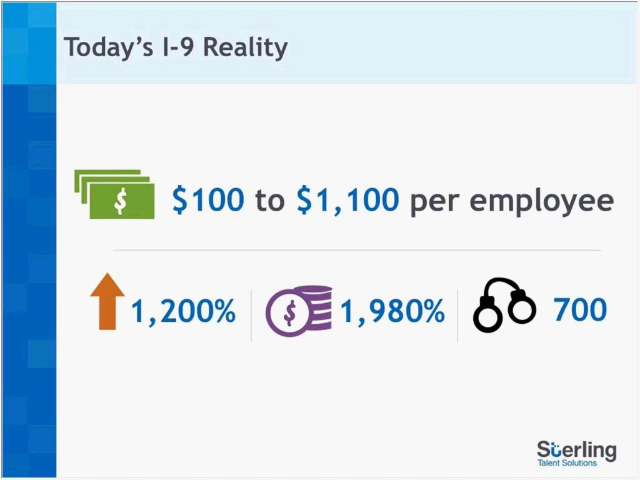 Today's I-9 Reality
$
$100 to $1,100 per employee
1,200%
$
1,980%
700
Sterling
Talent Solutions